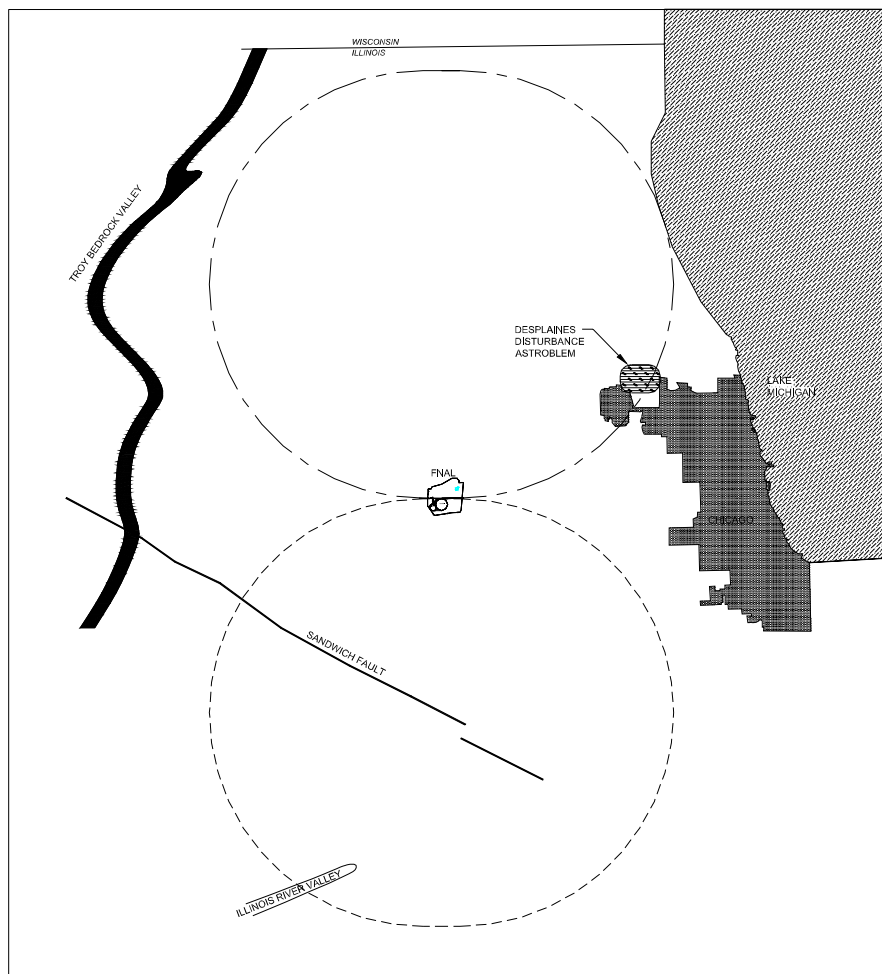 WISCONSIN
ILLINOIS
TROY BEDROCK VALLEY
DESPLAINES
DISTURBANCE
ASTROBLEM
LAKE
MICHIGAN
FNAL
CHICAGO
SANDWICH FAULT
ILLINOIS RIVER VALLEY